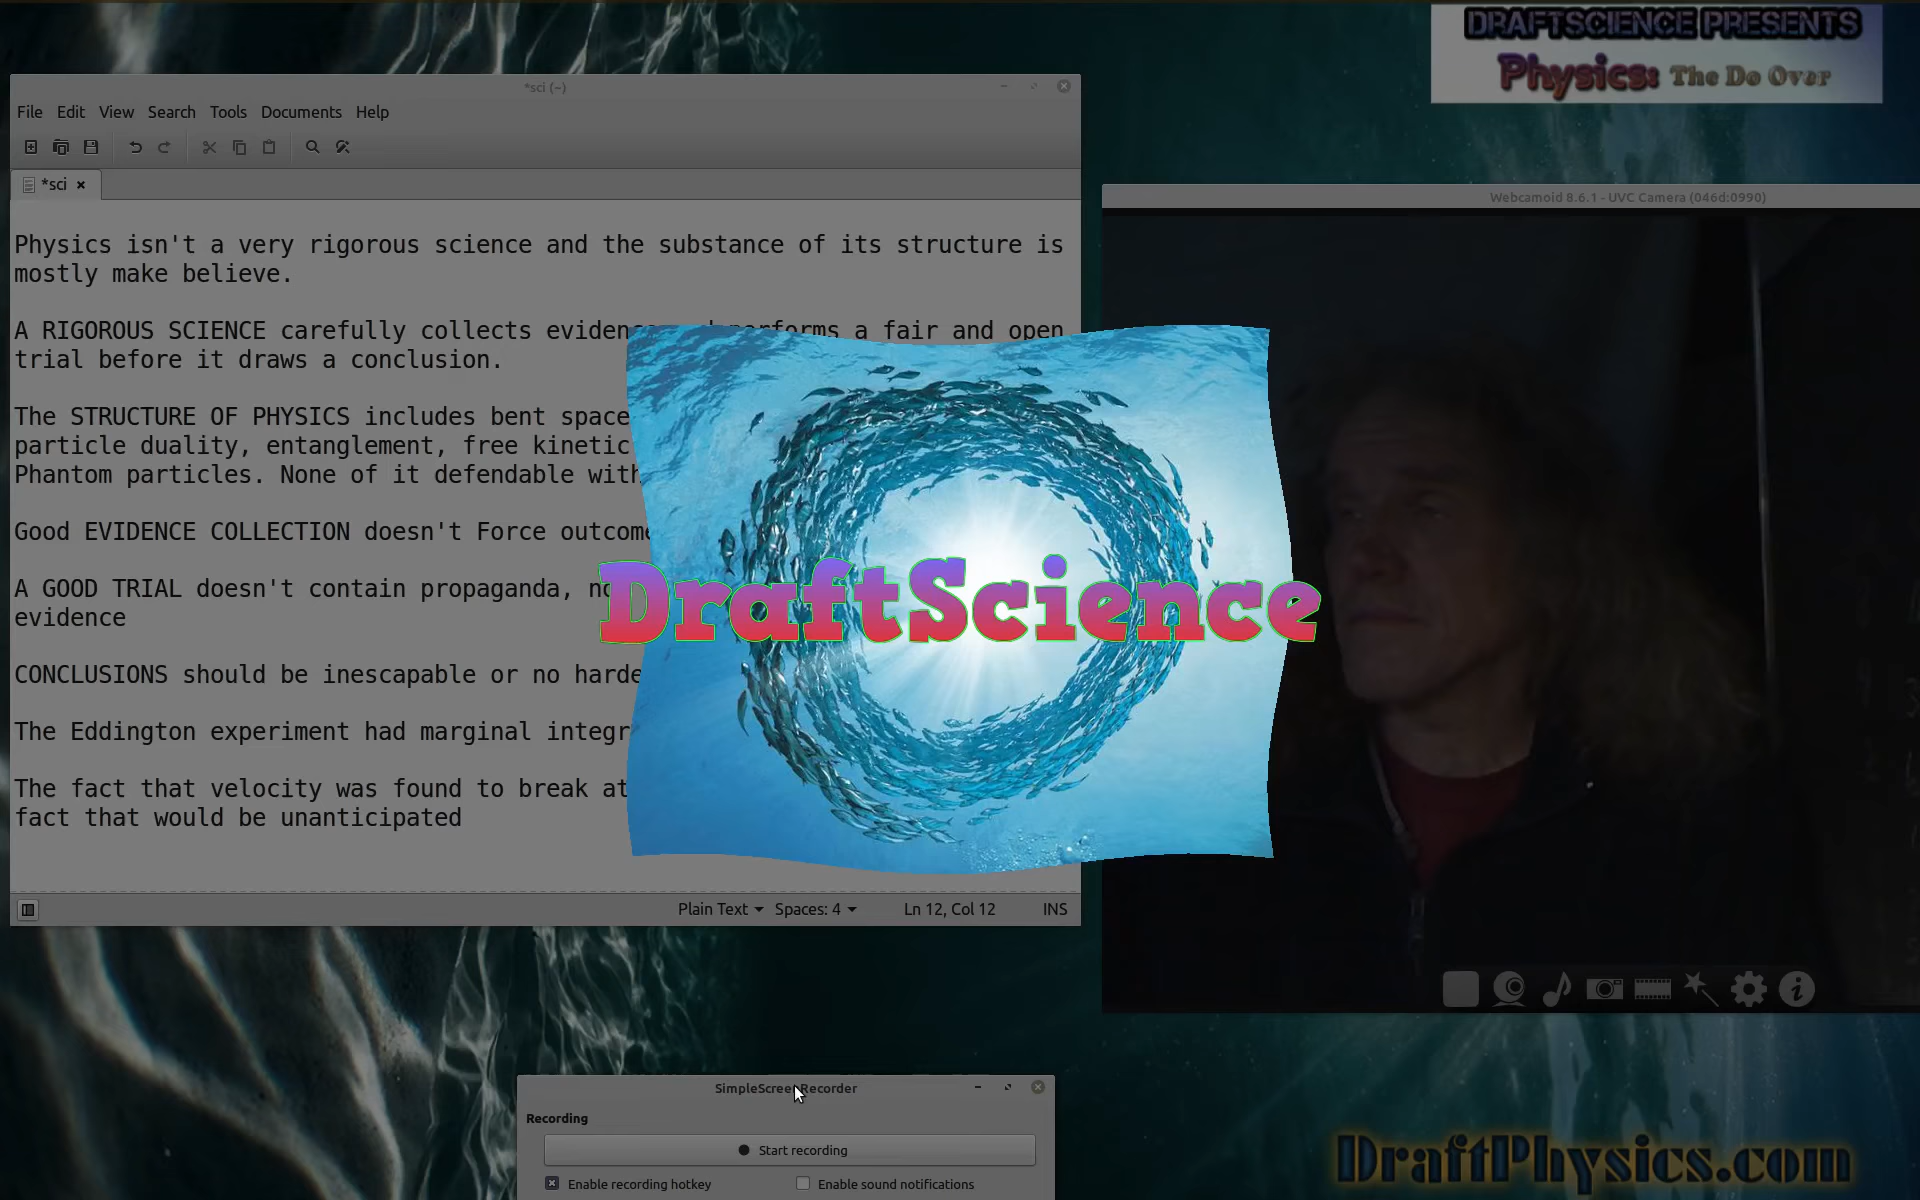 DRAFTSCIENCE PRESENTS
Physics: The Do Over
*sci (~)
File Edit View Search Tools Documents Help
*sci
Webcamoid 8.6.1 - UVC Camera (046d:0990)
Physics isn't a very rigorous science and the substance of its structure is
mostly make believe.
A RIGOROUS SCIENCE carefully collects evidence and performs a fair and open
trial before it draws a conclusion.
The STRUCTURE OF PHYSICS includes bent space
particle duality, entanglement, free kinetic
Phantom particles. None of it defendable with
Good EVIDENCE COLLECTION doesn't Force outcome
A GOOD TRIAL doesn't contain propaganda,
evidence
CONCLUSIONS should be inescapable or no
The Eddington experiment had marginal
The fact that velocity was found to break at
fact that would be unanticipated
DraftScience
Plain Text Spaces: 4 Ln 12, Col 12 INS
SimpleScreenRecorder
Recording
Start recording
Enable recording hotkey Enable sound notifications
DraftPhysics.com